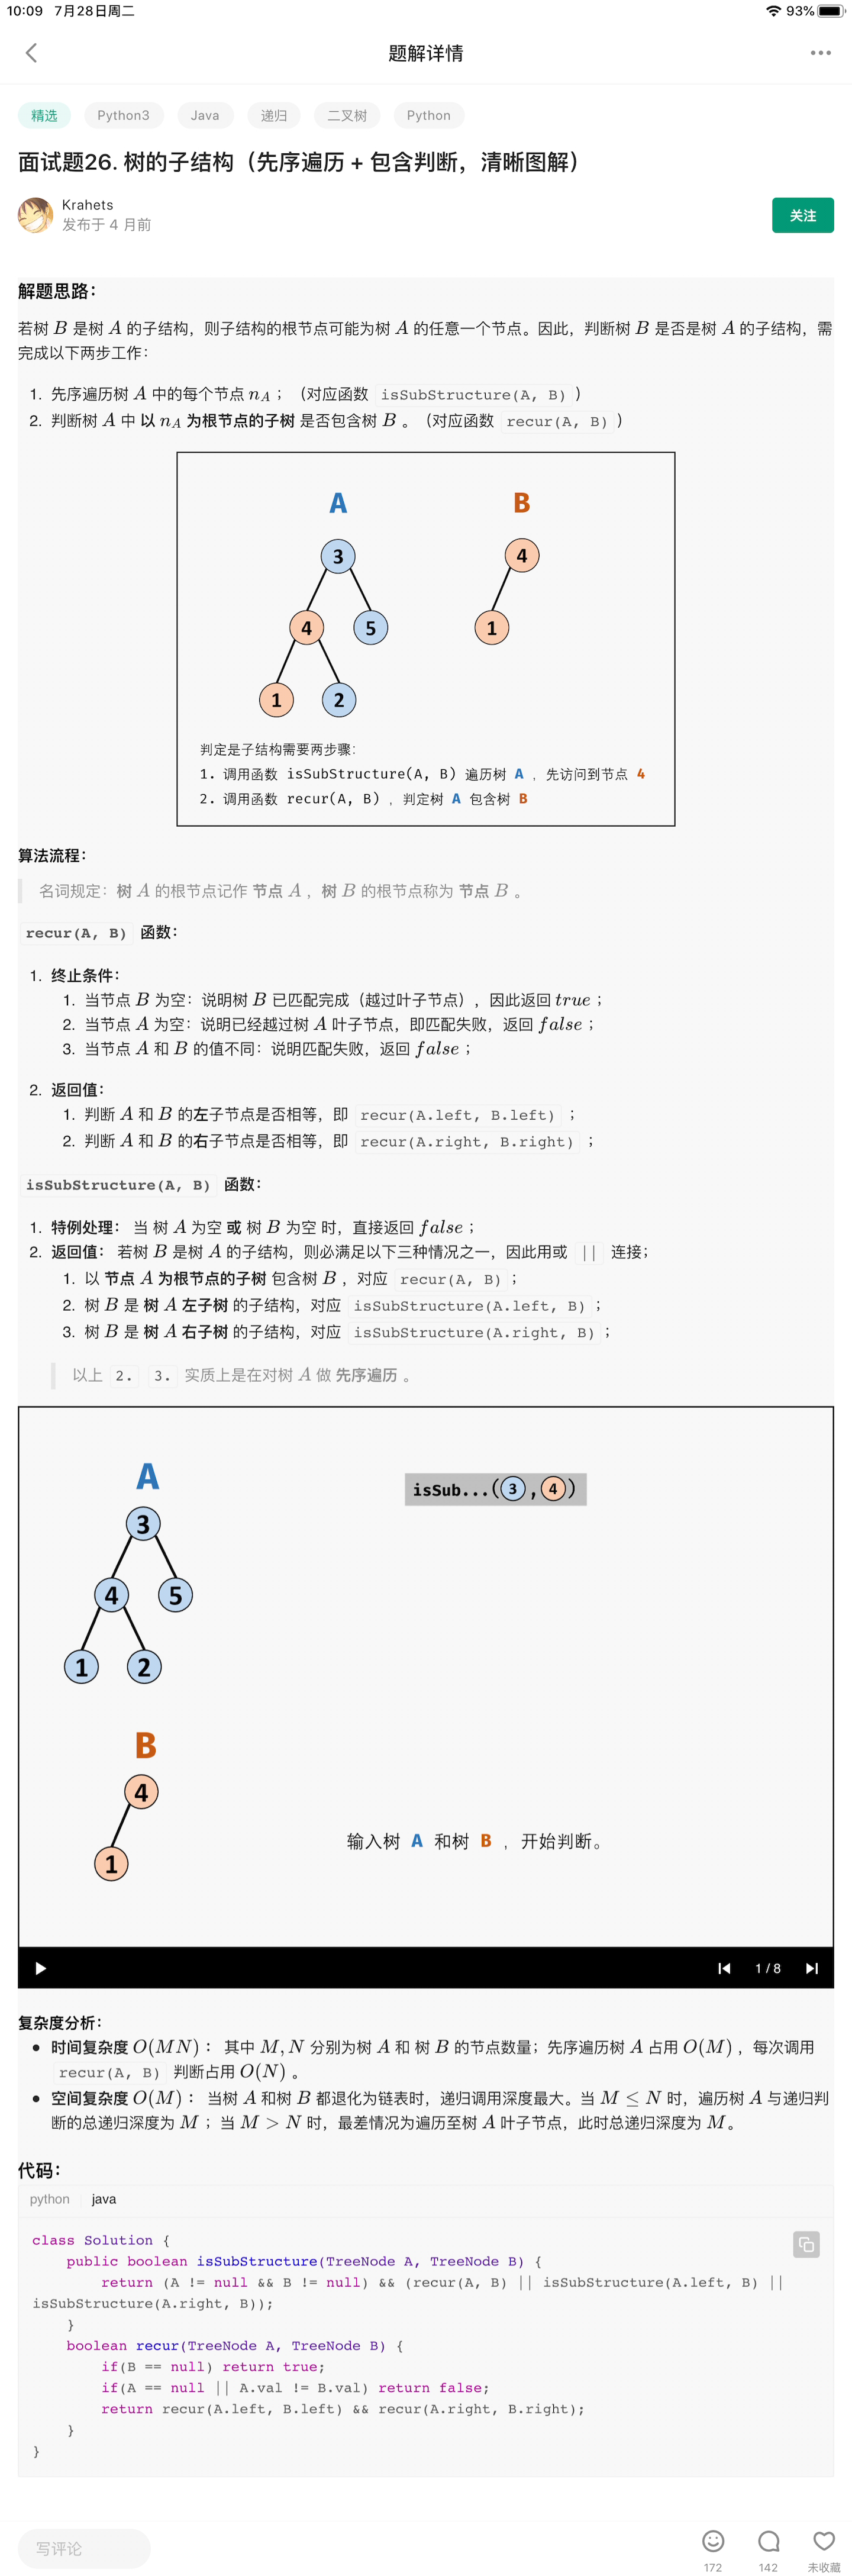 10:09 7月28日周二 93%
题解详情
精选 Python3 Java 递归 二叉树 Python
面试题26. 树的子结构（先序遍历 + 包含判断，清晰图解）
Krahets
发布于 4 月前
关注
解题思路：
若树 B 是树 A 的子结构，则子结构的根节点可能为树 A 的任意一个节点。因此，判断树 B 是否是树 A 的子结构，需
完成以下两步工作：
1. 先序遍历树 A 中的每个节点 n_A ；（对应函数 isSubStructure(A, B) ）
2. 判断树 A 中 以 n_A 为根节点的子树 是否包含树 B 。（对应函数 recur(A, B) ）
A B
3 4
4 5 1
1 2
判定是子结构需要两步骤：
1. 调用函数 isSubStructure(A, B) 遍历树 A ，先访问到节点 4
2. 调用函数 recur(A, B) ，判定树 A 包含树 B
算法流程：
名词规定：树 A 的根节点记作 节点 A ，树 B 的根节点称为 节点 B 。
recur(A, B) 函数：
1. 终止条件：
1. 当节点 B 为空：说明树 B 已匹配完成（越过叶子节点），因此返回 true ；
2. 当节点 A 为空：说明已经越过树 A 叶子节点，即匹配失败，返回 false ；
3. 当节点 A 和 B 的值不同：说明匹配失败，返回 false ；
2. 返回值：
1. 判断 A 和 B 的左子节点是否相等，即 recur(A.left, B.left) ；
2. 判断 A 和 B 的右子节点是否相等，即 recur(A.right, B.right) ；
isSubStructure(A, B) 函数：
1. 特例处理： 当 树 A 为空 或 树 B 为空 时，直接返回 false ；
2. 返回值： 若树 B 是树 A 的子结构，则必满足以下三种情况之一，因此用或 || 连接；
1. 以 节点 A 为根节点的子树 包含树 B ，对应 recur(A, B) ；
2. 树 B 是 树 A 左子树 的子结构，对应 isSubStructure(A.left, B) ；
3. 树 B 是 树 A 右子树 的子结构，对应 isSubStructure(A.right, B) ；
以上 2. 3. 实质上是在对树 A 做 先序遍历 。
A
isSub...(3,4)
3
4 5
1 2
B
4
输入树 A 和树 B ，开始判断。
1
1 / 8
复杂度分析：
• 时间复杂度 O(MN) ： 其中 M, N 分别为树 A 和 树 B 的节点数量；先序遍历树 A 占用 O(M) ，每次调用
recur(A, B) 判断占用 O(N) 。
• 空间复杂度 O(M) ： 当树 A 和树 B 都退化为链表时，递归调用深度最大。当 M ≤ N 时，遍历树 A 与递归判
断的总递归深度为 M ；当 M > N 时，最差情况为遍历至树 A 叶子节点，此时总递归深度为 M。
代码：
python java
class Solution {
    public boolean isSubStructure(TreeNode A, TreeNode B) {
        return (A != null && B != null) && (recur(A, B) || isSubStructure(A.left, B) ||
isSubStructure(A.right, B));
    }
    boolean recur(TreeNode A, TreeNode B) {
        if(B == null) return true;
        if(A == null || A.val != B.val) return false;
        return recur(A.left, B.left) && recur(A.right, B.right);
    }
}
写评论
172 142 未收藏